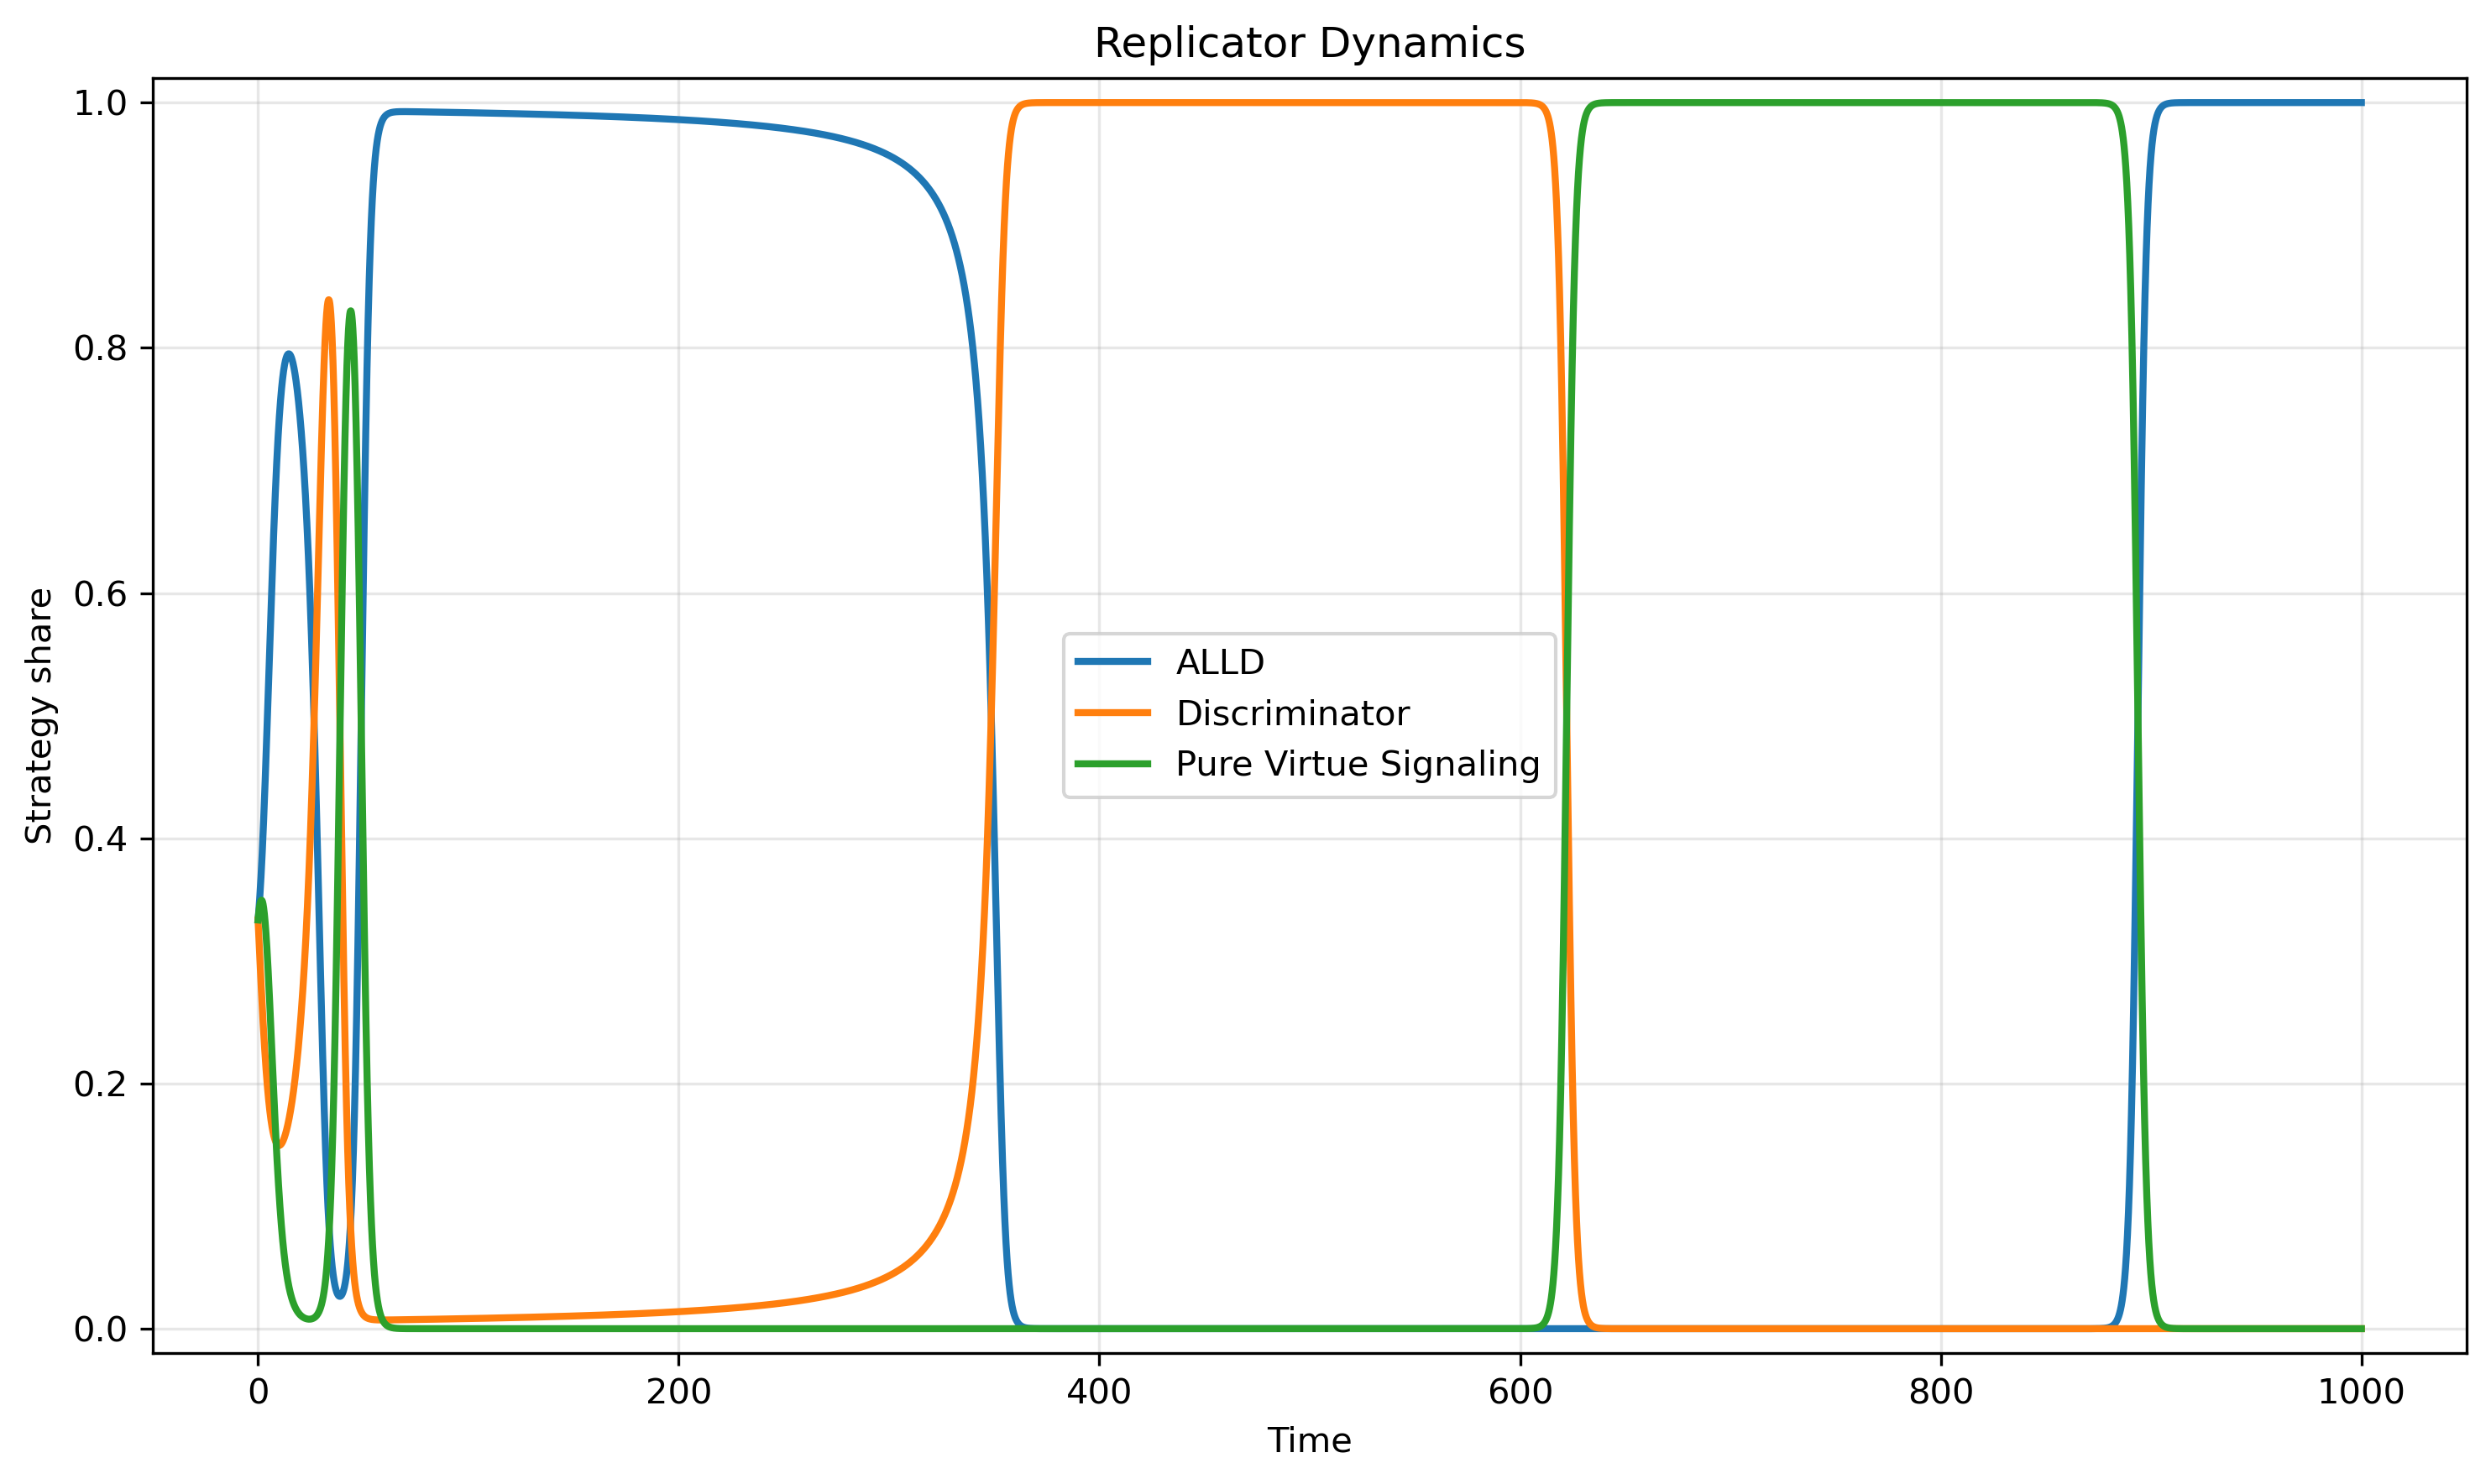 Replicator Dynamics
Strategy share
1.0
0.8
0.6
0.4
0.2
0.0
ALLD
Discriminator
Pure Virtue Signaling
0 200 400 600 800 1000
Time